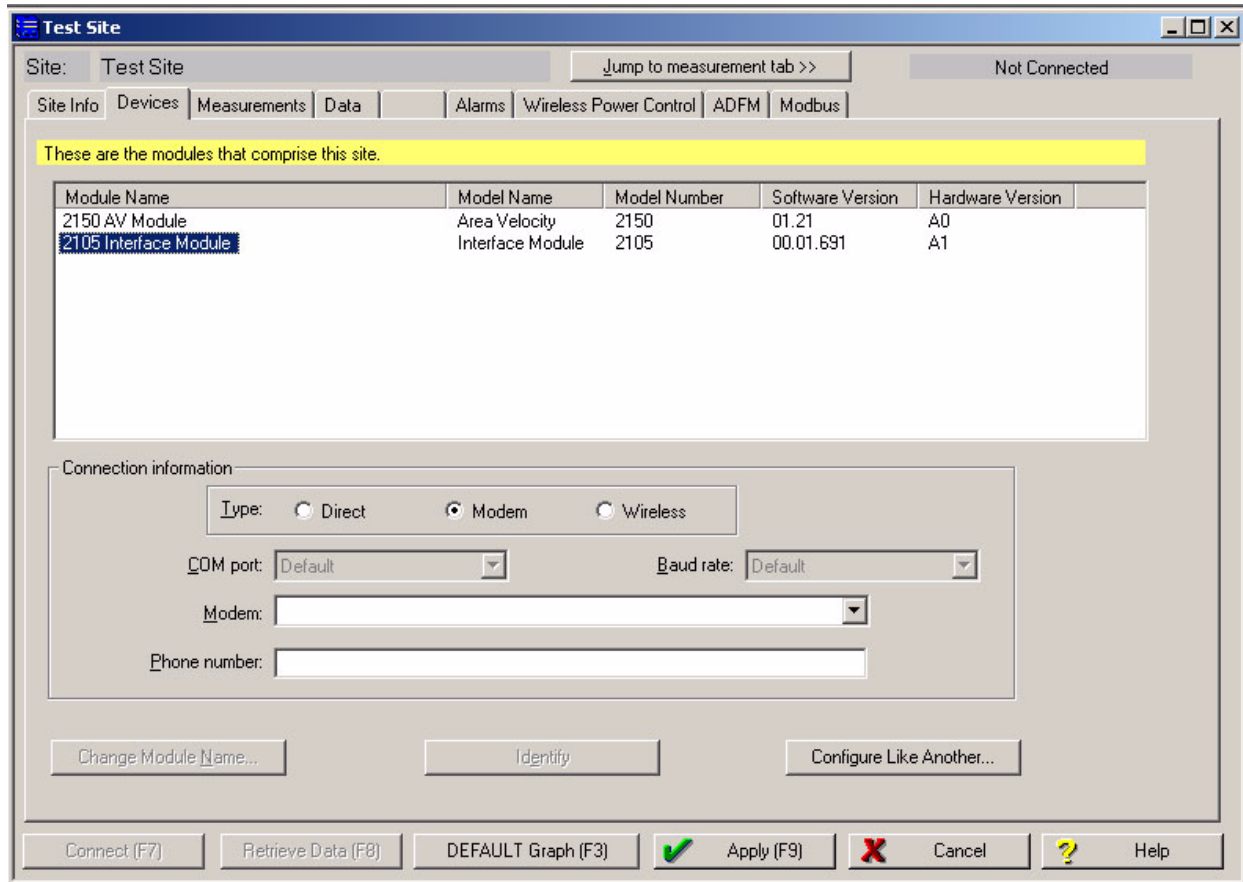 Test Site
Site: Test Site Jump to measurement tab >> Not Connected
Site Info Devices Measurements Data Alarms Wireless Power Control ADFM Modbus
These are the modules that comprise this site.
Module Name Model Name Model Number Software Version Hardware Version
2150 AV Module Area Velocity 2150 01.21 A0
2105 Interface Module Interface Module 2105 00.01.691 A1
Connection information
Type: Direct Modem Wireless
COM port: Default Baud rate: Default
Modem:
Phone number:
Change Module Name... Identify Configure Like Another...
Connect (F7) Retrieve Data (F8) DEFAULT Graph (F3) Apply (F9) Cancel Help